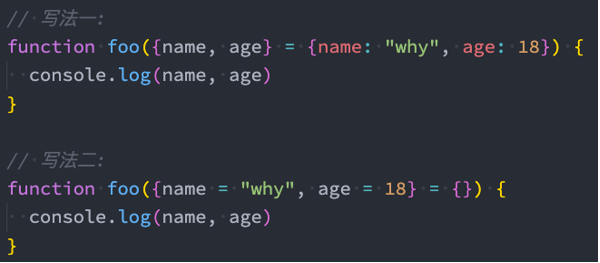 // 写法一:
function foo({name, age} = {name: "why", age: 18}) {
  console.log(name, age)
}

// 写法二:
function foo({name = "why", age = 18} = {}) {
  console.log(name, age)
}